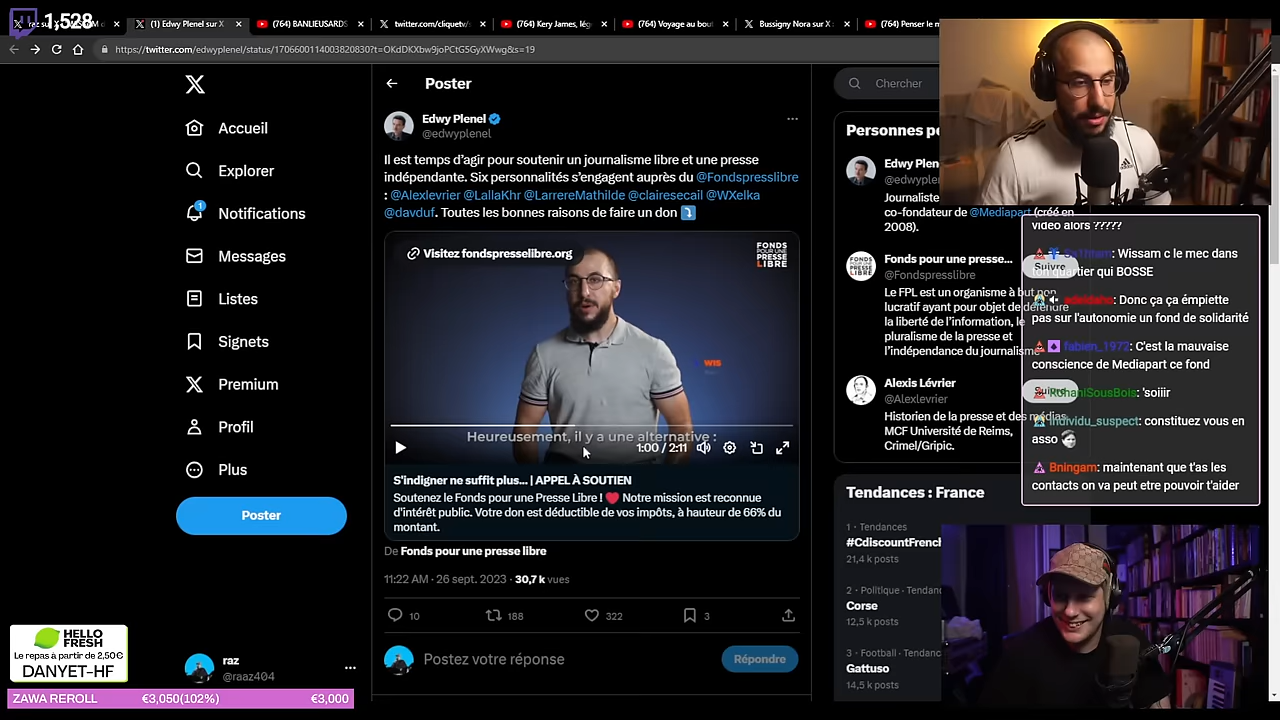 1,528
(1) Edwy Plenel sur X
(764) BANLIEUSARDS
twitter.com/cliquetv/s
(764) Kery James, lég
(764) Voyage au bout
Bussigny Nora sur X
(764) Penser le m
https://twitter.com/edwyplenel/status/1706600114003820830?t=OKdDKXbw9joPCtG5GyXWwg&s=19
Accueil
Explorer
1
Notifications
Messages
Listes
Signets
Premium
Profil
Plus
Poster
HELLO
FRESH
Le repas à partir de 2,50€
DANYET-HF
raz
@raaz404
ZAWA REROLL €3,050(102%) €3,000
Poster
Edwy Plenel
@edwyplenel
Il est temps d'agir pour soutenir un journalisme libre et une presse
indépendante. Six personnalités s'engagent auprès du @Fondspresslibre
: @Alexlevrier @LallaKhr @LarrereMathilde @clairesecail @WXelka
@davduf. Toutes les bonnes raisons de faire un don
Visitez fondspresselibre.org
FONDS
POUR UNE
PRESSE
LIBRE
WIS
Heureusement, il y a une alternative :
1:00 / 2:11
S'indigner ne suffit plus... | APPEL À SOUTIEN
Soutenez le Fonds pour une Presse Libre ! ❤️ Notre mission est reconnue
d'intérêt public. Votre don est déductible de vos impôts, à hauteur de 66% du
montant.
De Fonds pour une presse libre
11:22 AM · 26 sept. 2023 · 30,7 k vues
10
188
322
3
Postez votre réponse
Répondre
Chercher
Personnes pe
Edwy Plen
@edwyplene
Journaliste
co-fondateur de @Mediapart (créé en
2008).
Fonds pour une presse...
@Fondspresslibre
Suivre
Le FPL est un organisme à but non
lucratif ayant pour objet de défendre
la liberté de l'information, le
pluralisme de la presse et
l'indépendance du journalisme
Alexis Lévrier
@Alexlevrier
Suivre
Historien de la presse et des médias,
MCF Université de Reims,
Crimel/Gripic.
Tendances : France
1 · Tendances
#CdiscountFrench
21,4 k posts
2 · Politique · Tendanc
Corse
12,5 k posts
3 · Football · Tendanc
Gattuso
14,5 k posts
video alors ?????
: Wissam c le mec dans
ton quartier qui BOSSE
adeldaho: Donc ça ça émpiette
pas sur l'autonomie un fond de solidarité
fabien_1972: C'est la mauvaise
conscience de Mediapart ce fond
RohaniSousBois: 'soiiir
individu_suspect: constituez vous en
asso
Bningam: maintenant que t'as les
contacts on va peut etre pouvoir t'aider